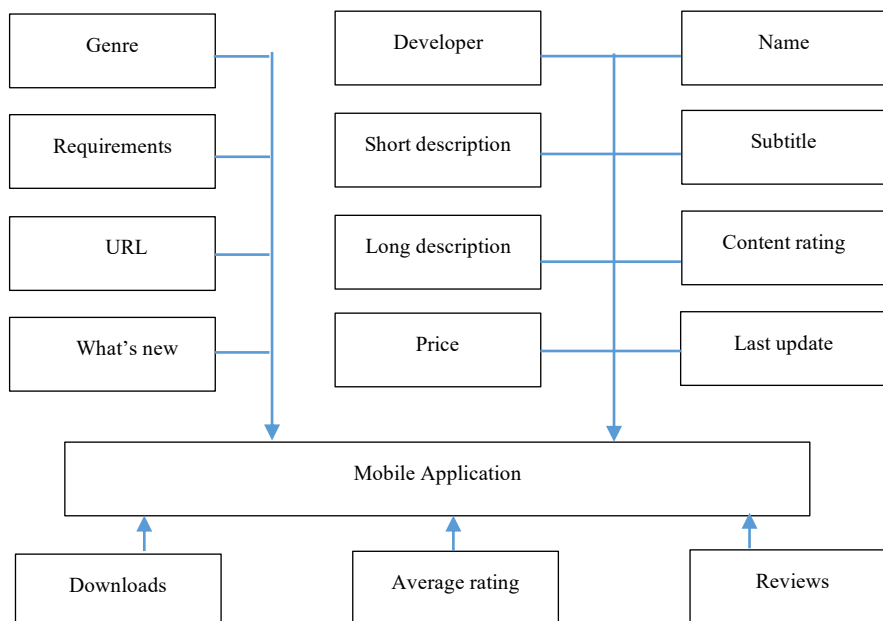 Genre
Developer
Name
Requirements
Short description
Subtitle
URL
Long description
Content rating
What’s new
Price
Last update
Mobile Application
Downloads
Average rating
Reviews